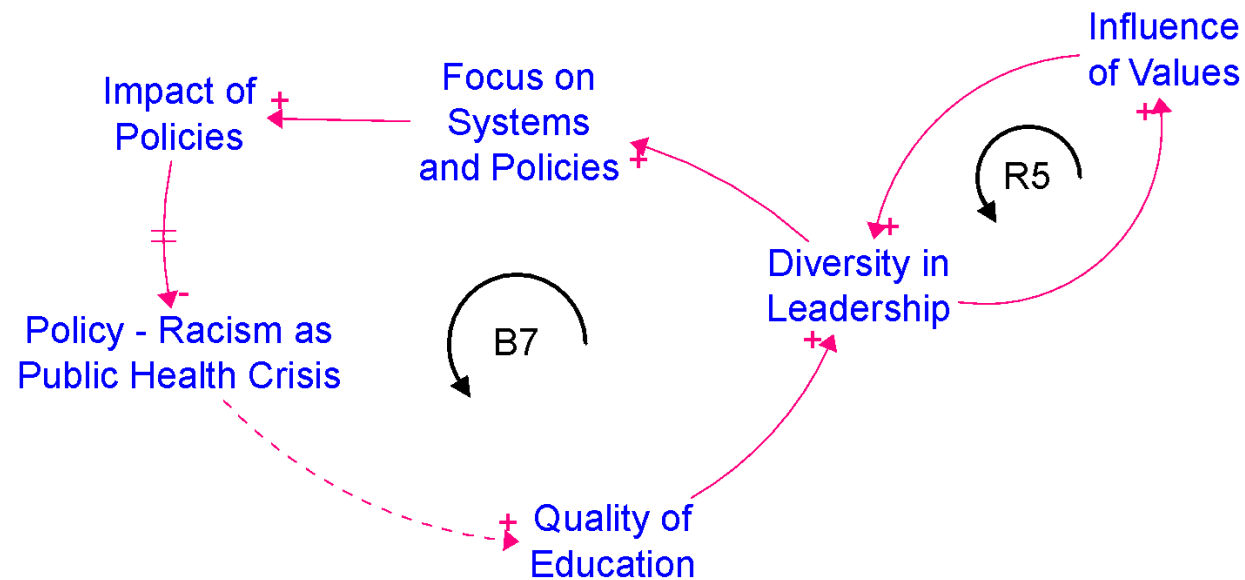 Influence
of Values
Impact of
Policies
Focus on
Systems
and Policies
R5
Diversity in
Leadership
Policy - Racism as
Public Health Crisis
B7
Quality of
Education
+
+
+
+
-
+
+